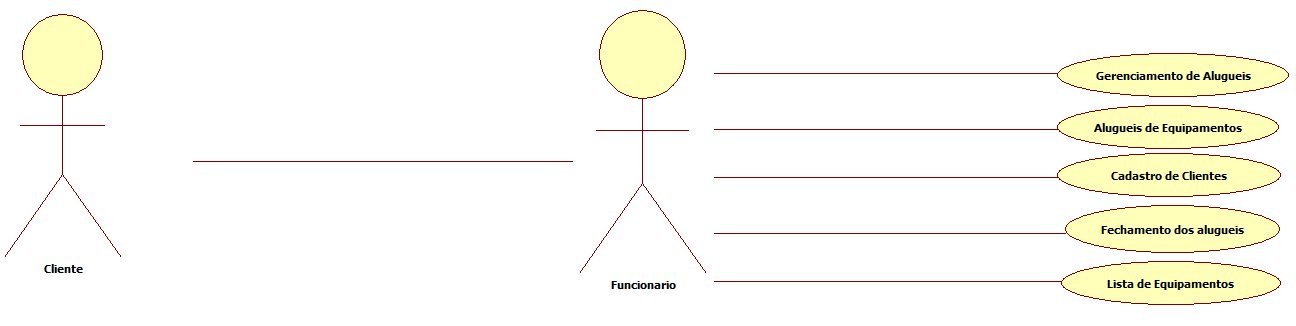 Cliente
Funcionario
Gerenciamento de Alugueis
Alugueis de Equipamentos
Cadastro de Clientes
Fechamento dos alugueis
Lista de Equipamentos